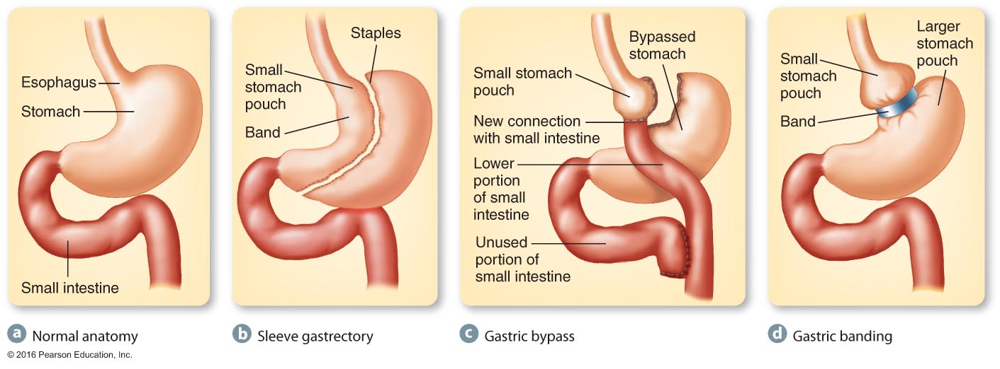 Esophagus
Stomach
Small intestine
a Normal anatomy
© 2016 Pearson Education, Inc.
Staples
Small
stomach
pouch
Band
b Sleeve gastrectory
Bypassed
stomach
Small stomach
pouch
New connection
with small intestine
Lower
portion
of small
intestine
Unused
portion of
small intestine
c Gastric bypass
Larger
stomach
pouch
Small
stomach
pouch
Band
d Gastric banding